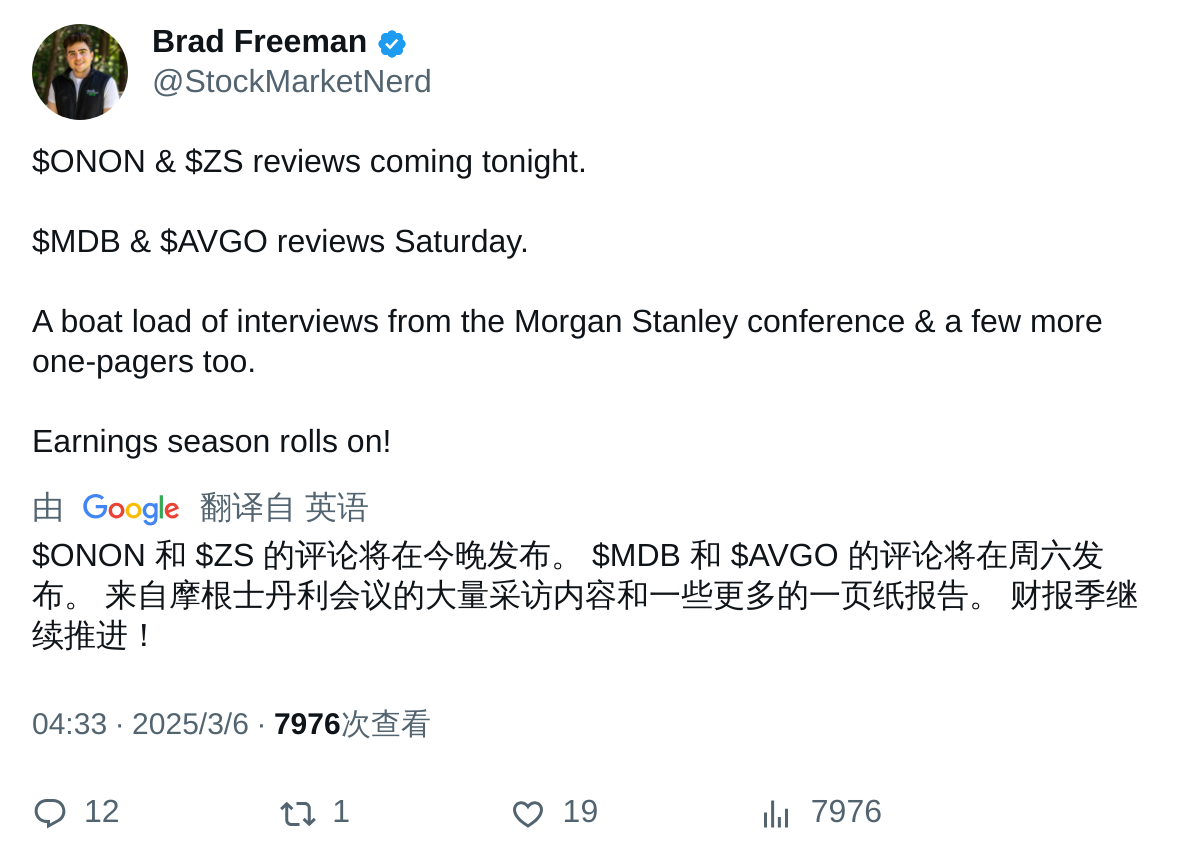 Brad Freeman
@StockMarketNerd
$ONON & $ZS reviews coming tonight.
$MDB & $AVGO reviews Saturday.
A boat load of interviews from the Morgan Stanley conference & a few more
one-pagers too.
Earnings season rolls on!
由 Google 翻译自 英语
$ONON 和 $ZS 的评论将在今晚发布。 $MDB 和 $AVGO 的评论将在周六发
布。 来自摩根士丹利会议的大量采访内容和一些更多的一页纸报告。 财报季继
续推进！
04:33 · 2025/3/6 · 7976次查看
12 1 19 7976